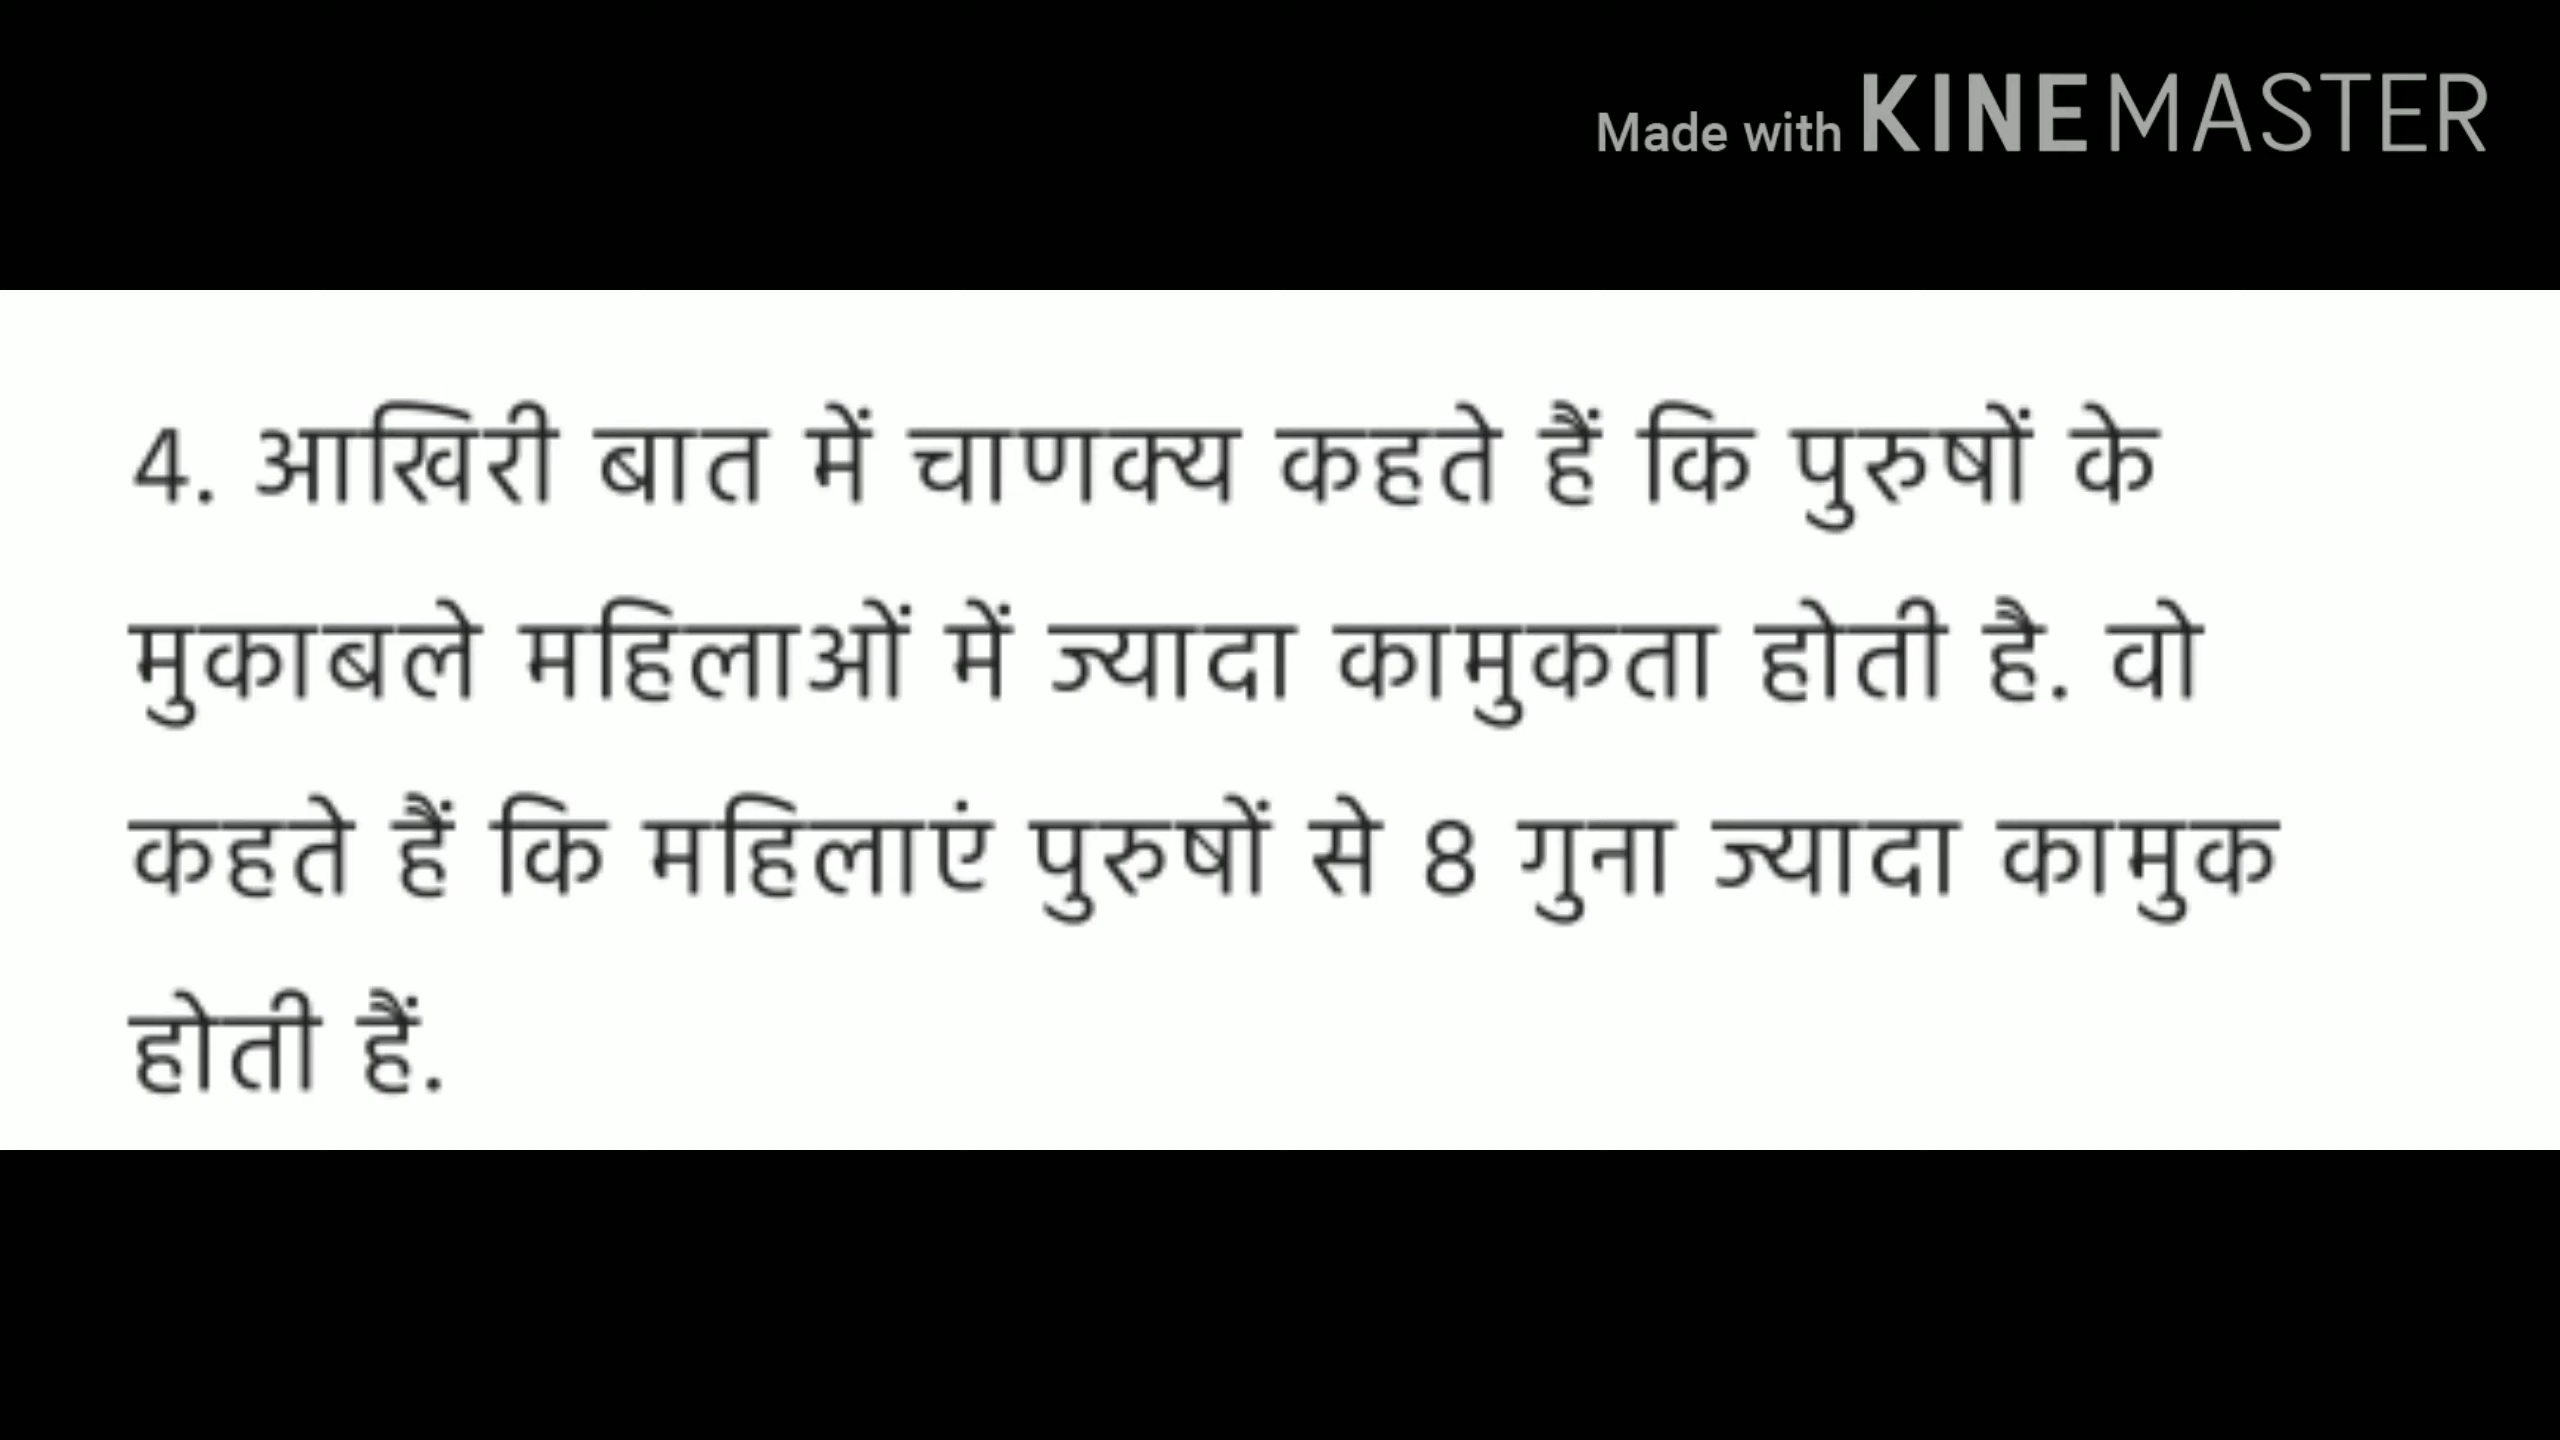 Made with KINEMASTER
4. आखिरी बात में चाणक्य कहते हैं कि पुरुषों के
मुकाबले महिलाओं में ज्यादा कामुकता होती है. वो
कहते हैं कि महिलाएं पुरुषों से 8 गुना ज्यादा कामुक
होती हैं.